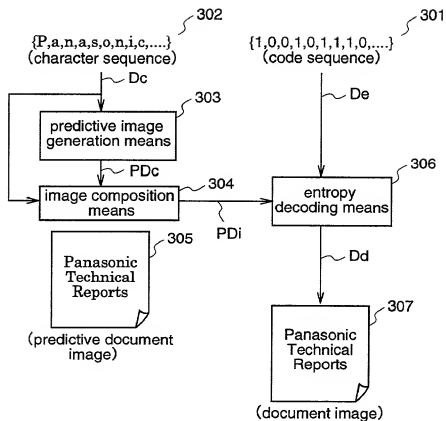 302
{P,a,n,a,s,o,n,i,c,....}
(character sequence)
301
{1,0,0,1,0,1,1,1,0,....}
(code sequence)
Dc
De
303
predictive image
generation means
PDc
304
image composition
means
PDi
306
entropy
decoding means
305
Panasonic
Technical
Reports
(predictive document
image)
Dd
307
Panasonic
Technical
Reports
(document image)